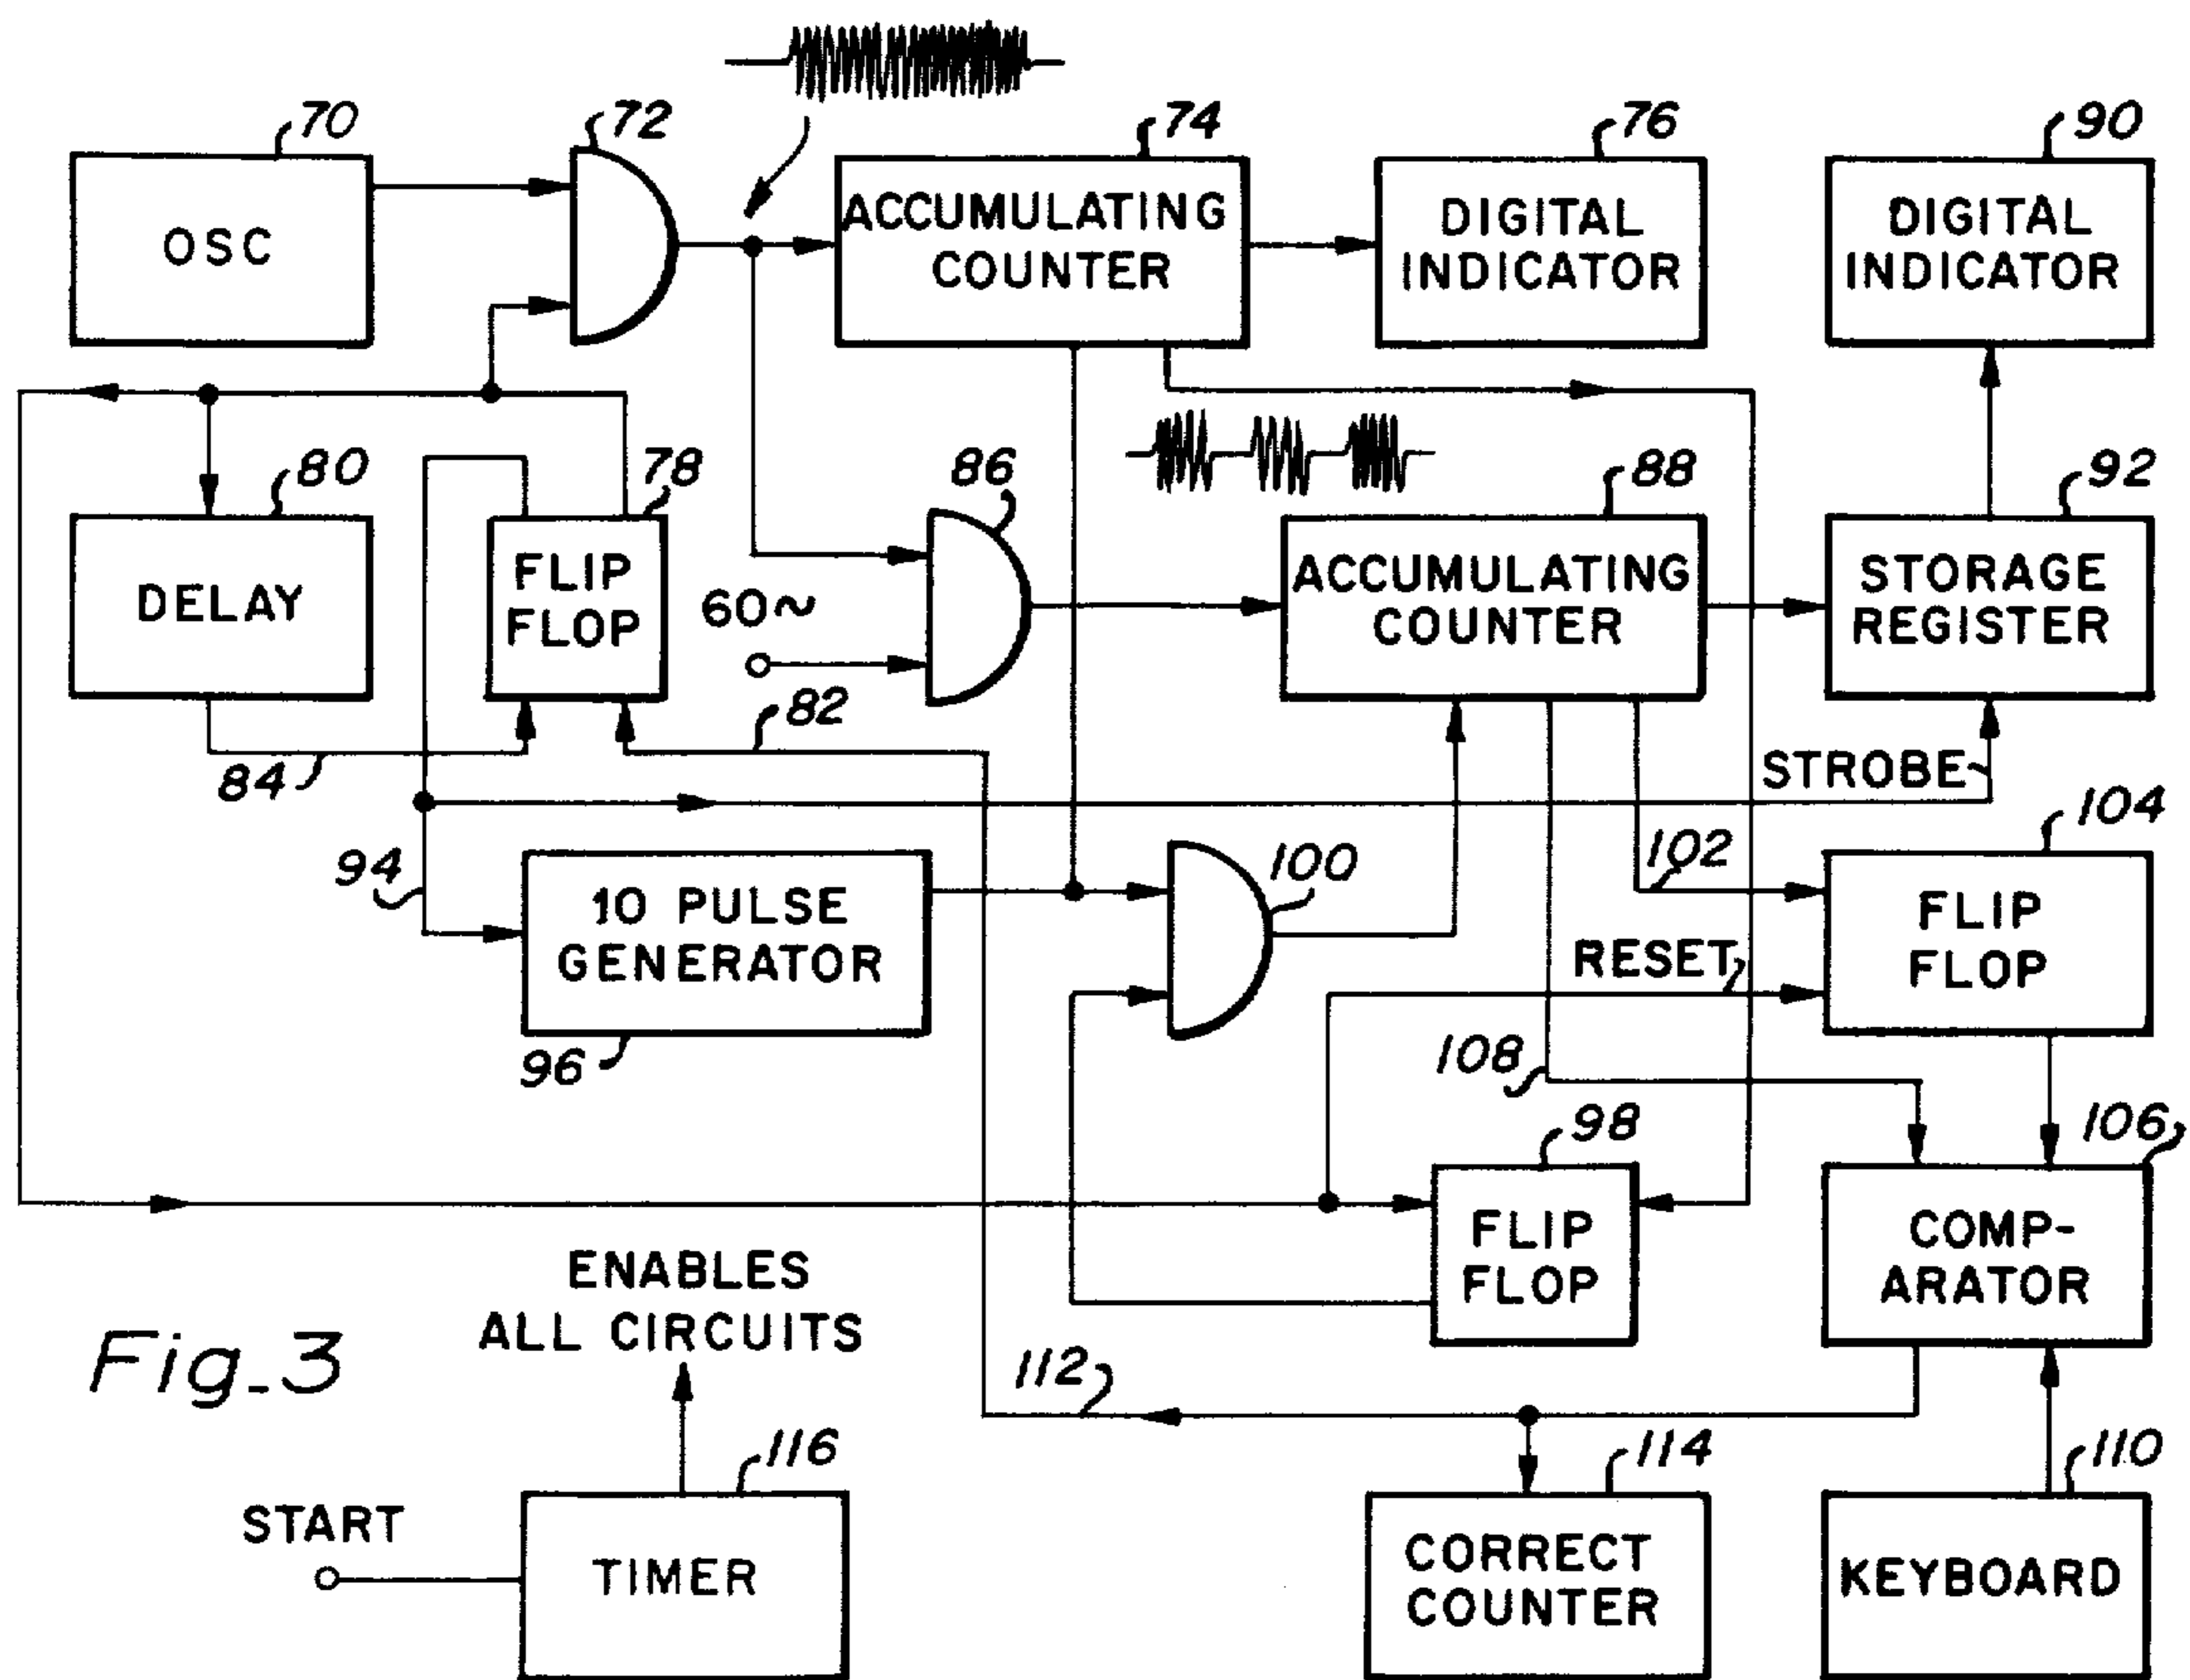 70
72
74
76
90
OSC
ACCUMULATING
COUNTER
DIGITAL
INDICATOR
DIGITAL
INDICATOR
80
78
86
88
92
DELAY
FLIP
FLOP
60~
ACCUMULATING
COUNTER
STORAGE
REGISTER
84
82
STROBE
94
10 PULSE
GENERATOR
96
100
102
104
FLIP
FLOP
RESET
108
98
106
FLIP
FLOP
COMP-
ARATOR
ENABLES
ALL CIRCUITS
Fig_3
112
116
114
110
START
TIMER
CORRECT
COUNTER
KEYBOARD